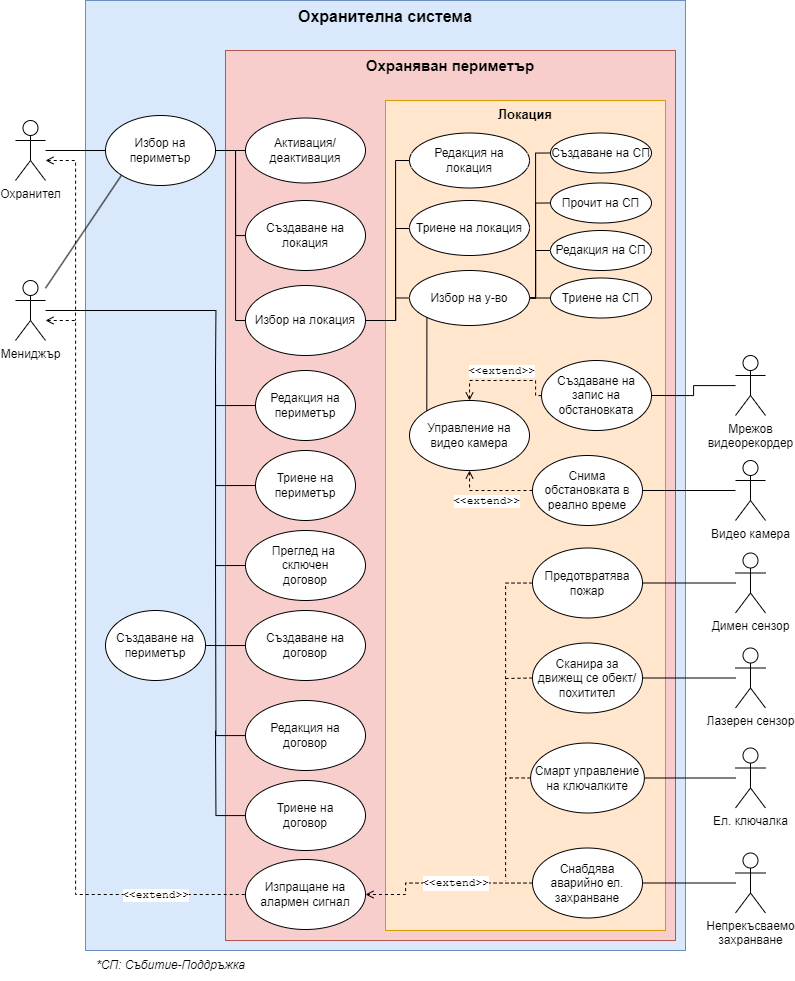 Охранителна система
Охраняван периметър
Локация
Охранител
Мениджър
Избор на
периметър
Активация/
деактивация
Създаване на
локация
Избор на локация
Редакция на
локация
Триене на локация
Избор на у-во
Създаване на СП
Прочит на СП
Редакция на СП
Триене на СП
Редакция на
периметър
Триене на
периметър
Преглед на
сключен
договор
Създаване на
периметър
Създаване на
договор
Редакция на
договор
Триене на
договор
Изпращане на
алармен сигнал
<<extend>>
Управление на
видео камера
<<extend>>
<<extend>>
Създаване на
запис на
обстановката
Снима
обстановката в
реално време
Предотвратява
пожар
Сканира за
движещ се обект/
похитител
Смарт управление
на ключалките
Снабдява
аварийно ел.
захранване
<<extend>>
Мрежов
видеорекордер
Видео камера
Димен сензор
Лазерен сензор
Ел. ключалка
Непрекъсваемо
захранване
*СП: Събитие-Поддръжка